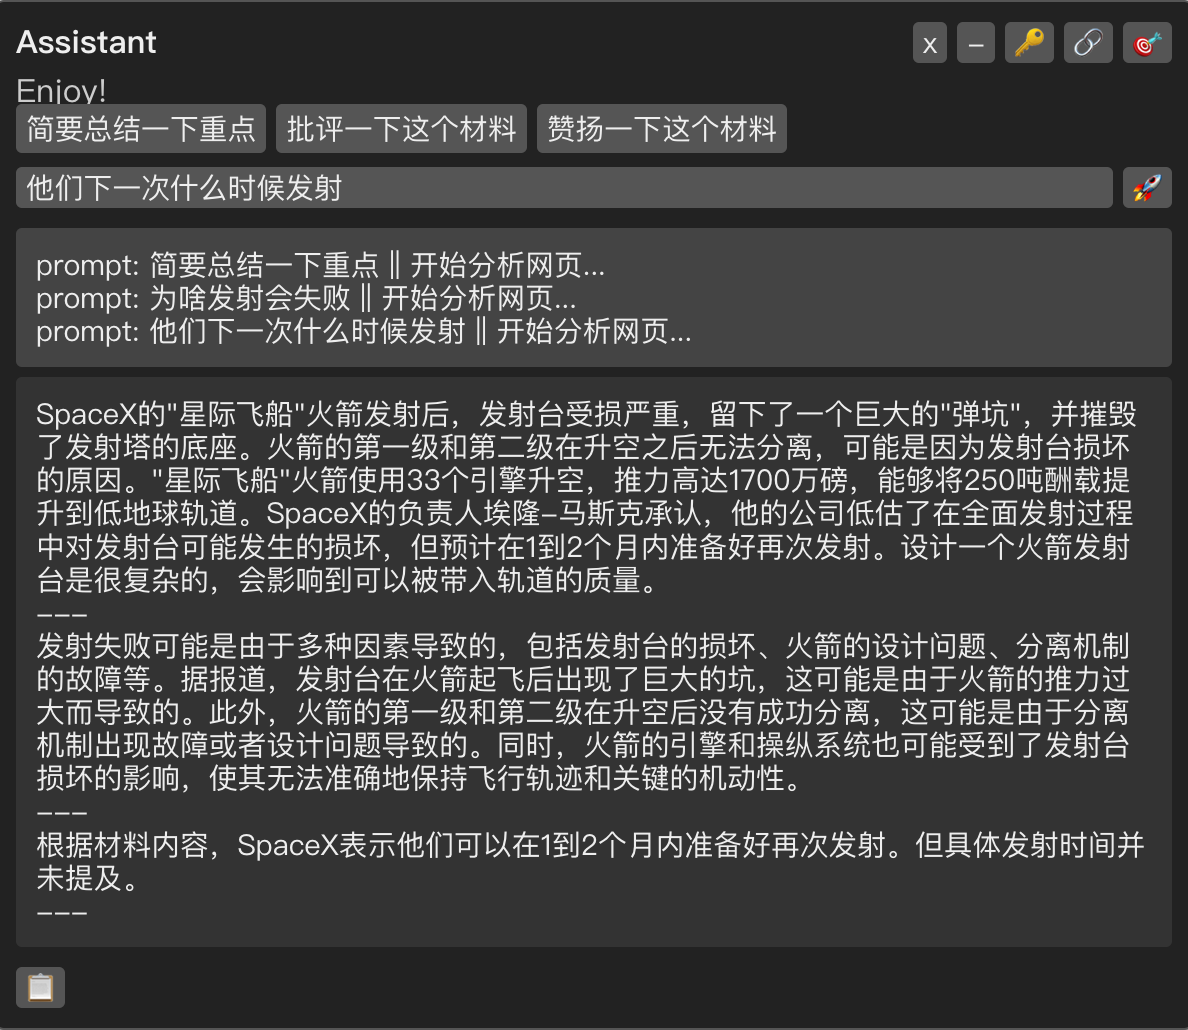 Assistant
x
–
Enjoy!
简要总结一下重点
批评一下这个材料
赞扬一下这个材料
他们下一次什么时候发射
prompt: 简要总结一下重点 || 开始分析网页...
prompt: 为啥发射会失败 || 开始分析网页...
prompt: 他们下一次什么时候发射 || 开始分析网页...
SpaceX的"星际飞船"火箭发射后，发射台受损严重，留下了一个巨大的"弹坑"，并摧毁
了发射塔的底座。火箭的第一级和第二级在升空之后无法分离，可能是因为发射台损坏
的原因。"星际飞船"火箭使用33个引擎升空，推力高达1700万磅，能够将250吨酬载提
升到低地球轨道。SpaceX的负责人埃隆-马斯克承认，他的公司低估了在全面发射过程
中对发射台可能发生的损坏，但预计在1到2个月内准备好再次发射。设计一个火箭发射
台是很复杂的，会影响到可以被带入轨道的质量。
---
发射失败可能是由于多种因素导致的，包括发射台的损坏、火箭的设计问题、分离机制
的故障等。据报道，发射台在火箭起飞后出现了巨大的坑，这可能是由于火箭的推力过
大而导致的。此外，火箭的第一级和第二级在升空后没有成功分离，这可能是由于分离
机制出现故障或者设计问题导致的。同时，火箭的引擎和操纵系统也可能受到了发射台
损坏的影响，使其无法准确地保持飞行轨迹和关键的机动性。
---
根据材料内容，SpaceX表示他们可以在1到2个月内准备好再次发射。但具体发射时间并
未提及。
---